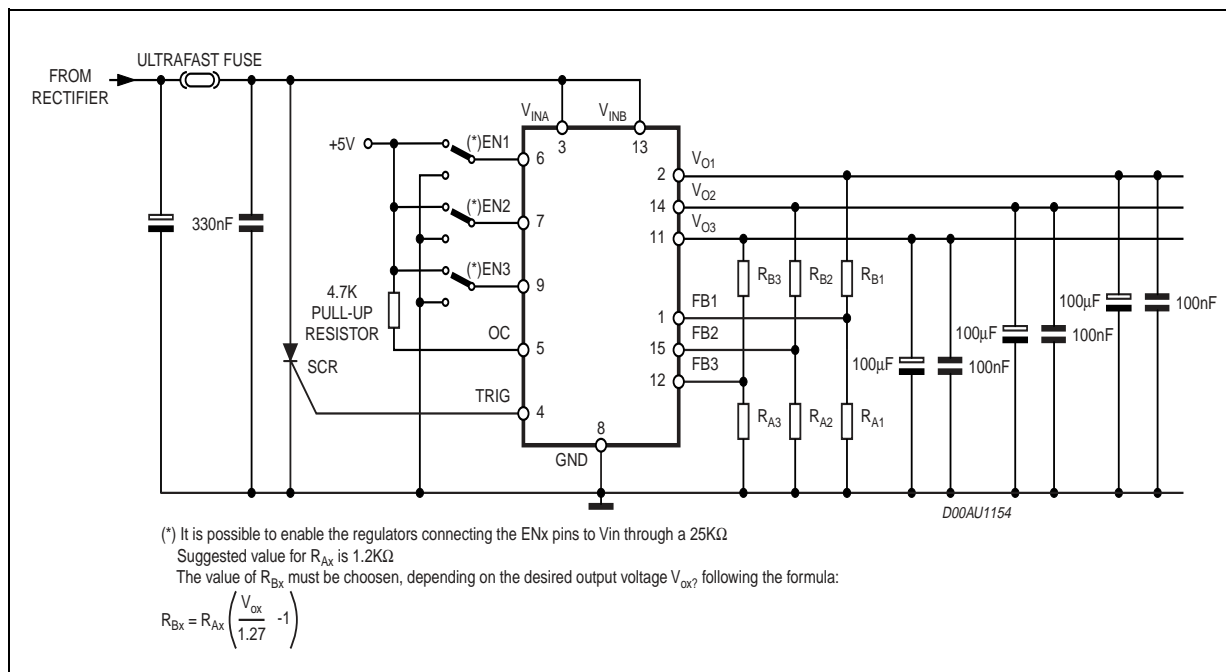 ULTRAFAST FUSE
FROM
RECTIFIER
330nF
SCR
+5V
(*)EN1
(*)EN2
(*)EN3
4.7K
PULL-UP
RESISTOR
OC
TRIG
V_INA
V_INB
3
13
6
7
9
5
4
8
GND
2
14
11
1
15
12
V_O1
V_O2
V_O3
FB1
FB2
FB3
R_B3
R_B2
R_B1
R_A3
R_A2
R_A1
100µF
100nF
100µF
100nF
100µF
100nF
D00AU1154
(*) It is possible to enable the regulators connecting the ENx pins to Vin through a 25KΩ
Suggested value for R_Ax is 1.2KΩ
The value of R_Bx must be choosen, depending on the desired output voltage V_ox? following the formula:
R_Bx = R_Ax (V_ox / 1.27 -1)